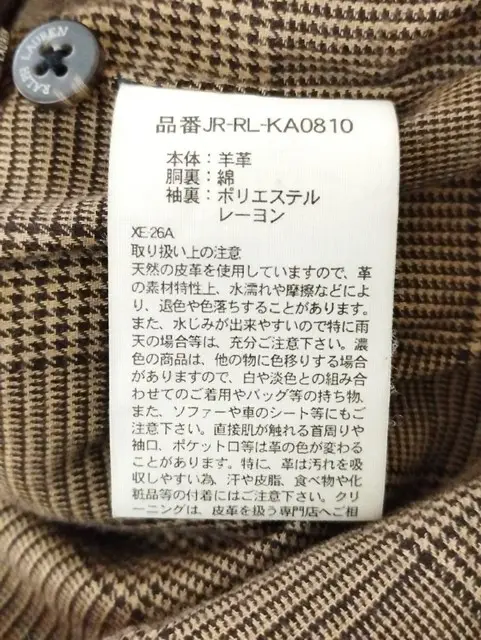 RALPH LAUREN
品番JR-RL-KA0810
本体：羊革
胴裏：綿
袖裏：ポリエステル
レーヨン
XE:26A
取り扱い上の注意
天然の皮革を使用していますので、革
の素材特性上、水濡れや摩擦などによ
り、退色や色落ちすることがあります。
また、水じみが出来やすいので特に雨
天の場合等は、充分ご注意下さい。濃
色の商品は、他の物に色移りする場合
がありますので、白や淡色との組み合
わせてのご着用やバッグ等の持ち物、
また、ソファーや車のシート等にもご
注意下さい。直接肌が触れる首周りや
袖口、ポケット口等は革の色が変わる
ことがあります。特に、革は汚れを吸
収しやすい為、汗や皮脂、食べ物や化
粧品等の付着にはご注意下さい。クリ
ーニングは、皮革を扱う専門店へご相